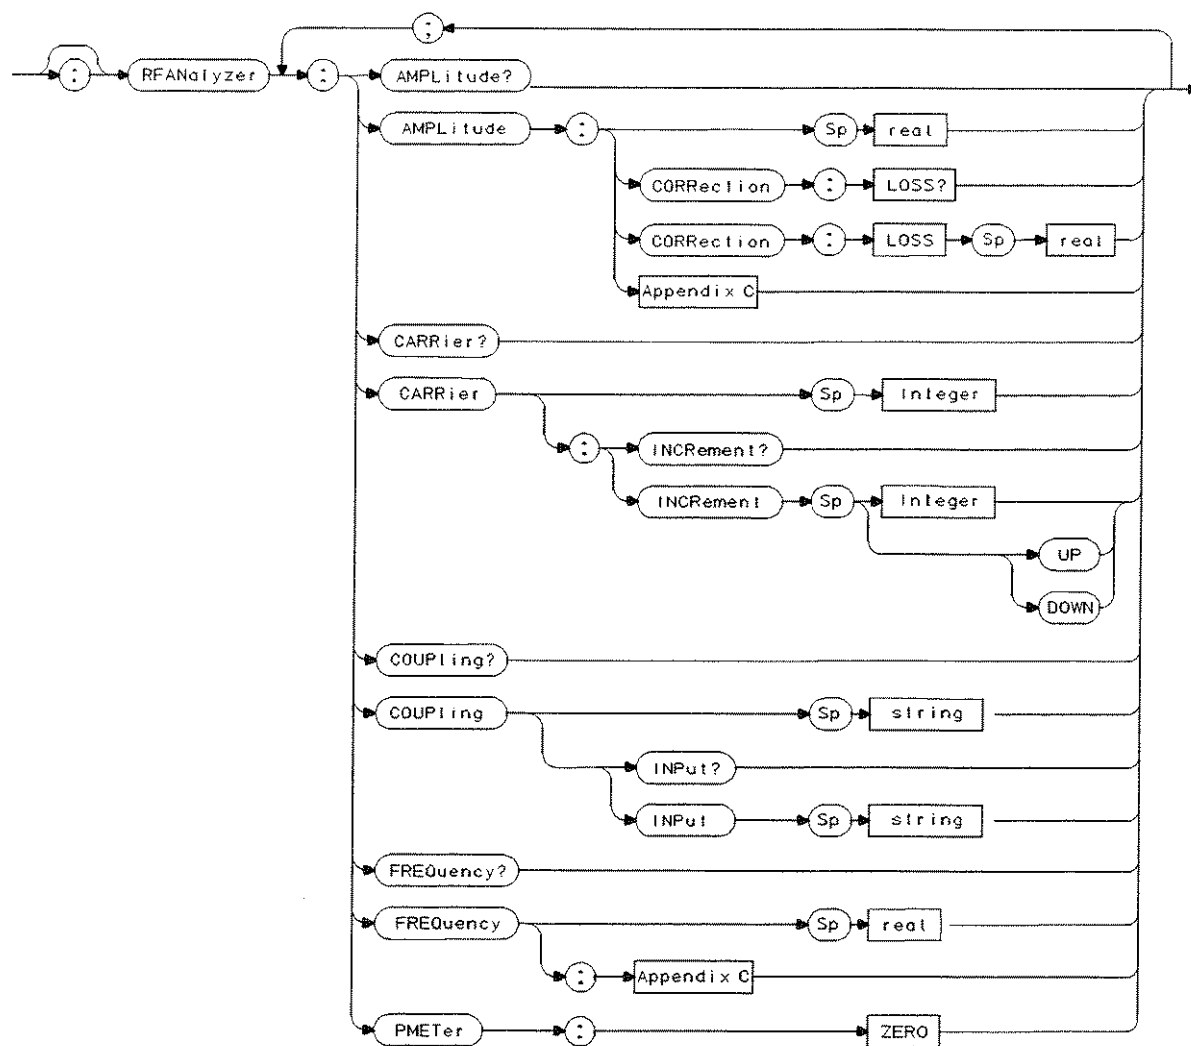 ;
: RFANalyzer : AMPLitude?
AMPLitude : Sp real
CORRection : LOSS?
CORRection : LOSS Sp real
Appendix C
CARRier?
CARRier Sp Integer
: INCRement?
INCRement Sp Integer
UP
DOWN
COUPling?
COUPling Sp string
INPut?
INPut Sp string
FREQuency?
FREQuency Sp real
: Appendix C
PMETer : ZERO